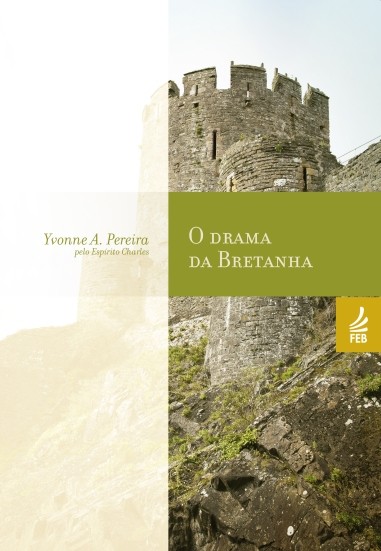 Yvonne A. Pereira
pelo Espírito Charles
O DRAMA
DA BRETANHA
FEB